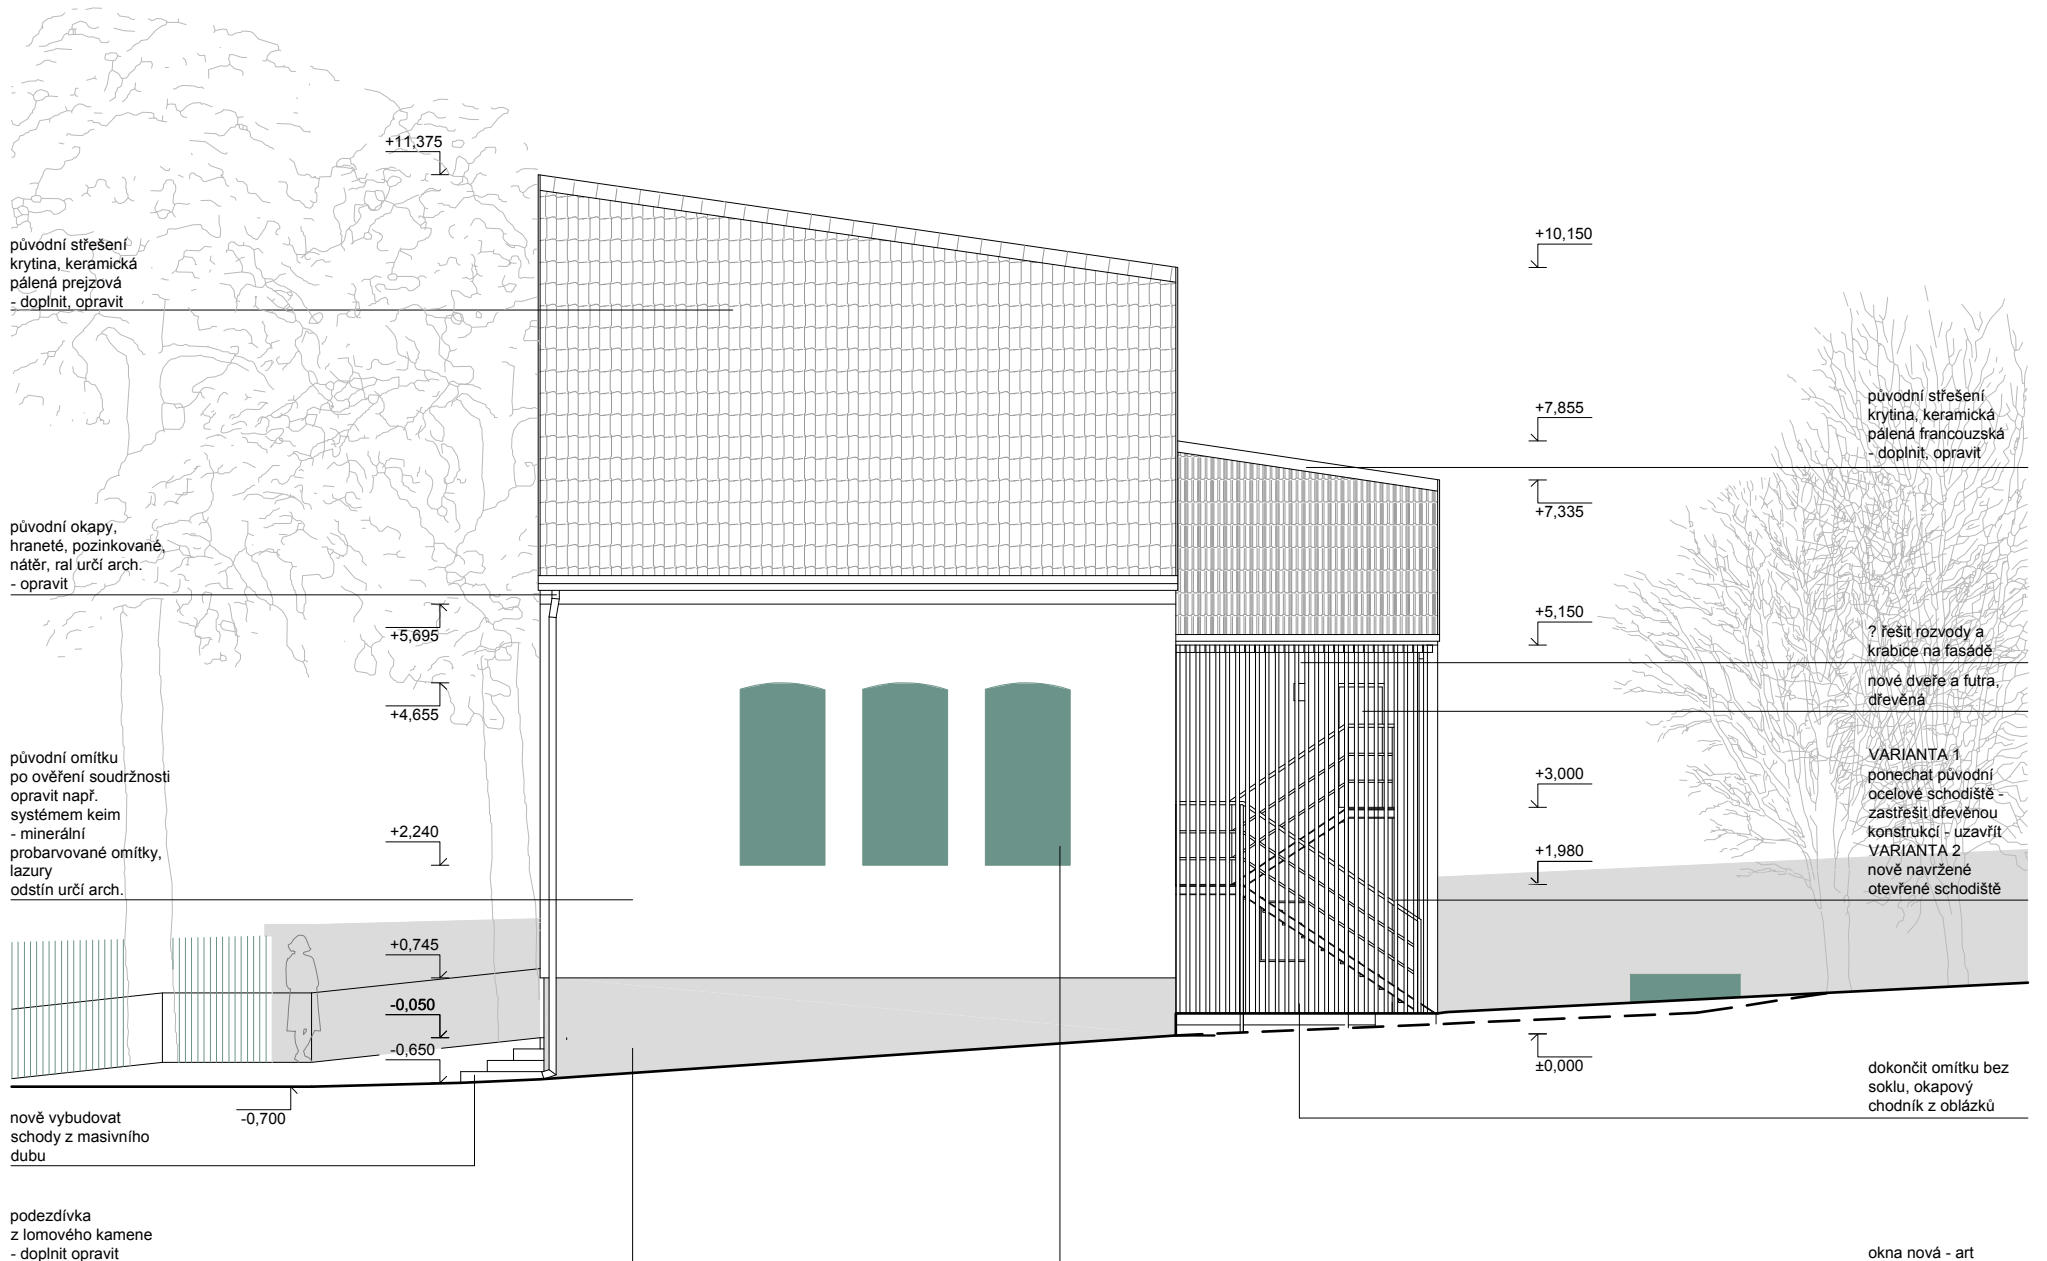 +11,375
původní střešení
krytina, keramická
pálená prejzová
- doplnit, opravit
původní okapy,
hraneté, pozinkované,
nátěr, ral určí arch.
- opravit
+5,695
+4,655
původní omítku
po ověření soudržnosti
opravit např.
systémem keim
- minerální
probarvované omítky,
lazury
odstín určí arch.
+2,240
+0,745
-0,050
-0,650
-0,700
nově vybudovat
schody z masivního
dubu
podezdívka
z lomového kamene
- doplnit opravit
+10,150
+7,855
+7,335
+5,150
+3,000
+1,980
±0,000
původní střešení
krytina, keramická
pálená francouzská
- doplnit, opravit
? řešit rozvody a
krabice na fasádě
nové dveře a futra,
dřevěná
VARIANTA 1
ponechat původní
ocelové schodiště -
zastřešit dřevěnou
konstrukcí - uzavřít
VARIANTA 2
nově navržené
otevřené schodiště
dokončit omítku bez
soklu, okapový
chodník z oblázků
okna nová - art